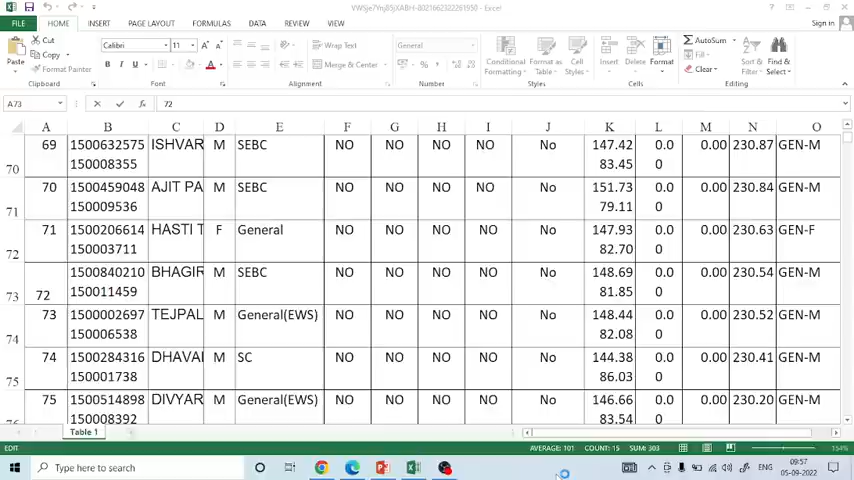 VWIije7Ynj85jXABHI-8021662322261950 - Excel
FILE HOME INSERT PAGE LAYOUT FORMULAS DATA REVIEW VIEW Sign in
Cut
Copy
Format Painter
Paste
Clipboard
Calibri 11
B I U
Font
Wrap Text
Merge & Center
Alignment
General
%
Number
Conditional Formatting
Format as Table
Cell Styles
Styles
Format
Cells
AutoSum
Fill
Clear
Sort & Filter
Find & Select
Editing
A73 72
A B C D E F G H I J K L M N O
69 1500632575 ISHVAR M SEBC NO NO NO NO No 147.42 0.0 0.00 230.87 GEN-M
70 150008355 83.45 0
70 1500459048 AJIT PA M SEBC NO NO NO NO No 151.73 0.0 0.00 230.84 GEN-M
71 150009536 79.11 0
71 1500206614 HASTI T F General NO NO NO NO No 147.93 0.0 0.00 230.63 GEN-F
72 150003711 82.70 0
1500840210 BHAGIR M SEBC NO NO NO NO No 148.69 0.0 0.00 230.54 GEN-M
73 72 150011459 81.85 0
73 1500002697 TEJPAL M General(EWS) NO NO NO NO No 148.44 0.0 0.00 230.52 GEN-M
74 150006538 82.08 0
74 1500284316 DHAVAI M SC NO NO NO NO No 144.38 0.0 0.00 230.41 GEN-M
75 150001738 86.03 0
75 1500514898 DIVYAR M General(EWS) NO NO NO NO No 146.66 0.0 0.00 230.20 GEN-M
76 150008392 83.54 0
Table 1
EDIT AVERAGE: 101 COUNT: 15 SUM: 303 154%
Type here to search
ENG
09:57
05-09-2022